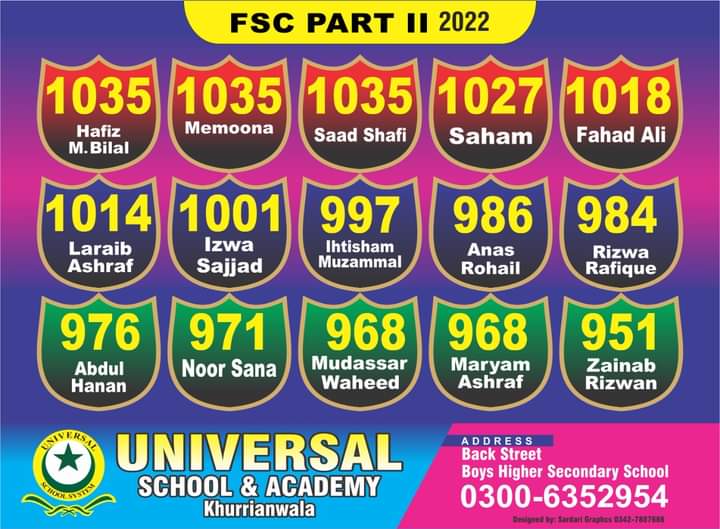 FSC PART II 2022
1035
Hafiz
M.Bilal
1035
Memoona
1035
Saad Shafi
1027
Saham
1018
Fahad Ali
1014
Laraib
Ashraf
1001
Izwa
Sajjad
997
Ihtisham
Muzammal
986
Anas
Rohail
984
Rizwa
Rafique
976
Abdul
Hanan
971
Noor Sana
968
Mudassar
Waheed
968
Maryam
Ashraf
951
Zainab
Rizwan
UNIVERSAL
SCHOOL SYSTEM
UNIVERSAL
SCHOOL & ACADEMY
Khurrianwala
ADDRESS
Back Street
Boys Higher Secondary School
0300-6352954
Designed by: Sardari Graphcs 0342-7807888